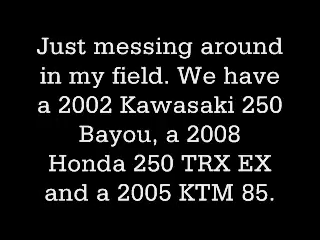 Just messing around
in my field. We have
a 2002 Kawasaki 250
Bayou, a 2008
Honda 250 TRX EX
and a 2005 KTM 85.